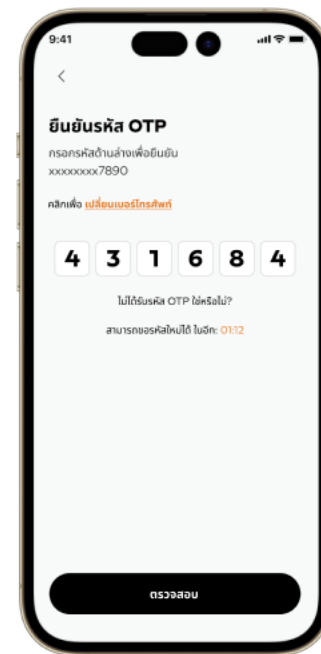 9:41
ยืนยันรหัส OTP
กรอกรหัสด้านล่างเพื่อยืนยัน
xxxxxxxx7890
คลิกเพื่อ เปลี่ยนเบอร์โทรศัพท์
4 3 1 6 8 4
ไม่ได้รับรหัส OTP ใช่หรือไม่?
สามารถขอรหัสใหม่ได้ ในอีก: 01:12
ตรวจสอบ